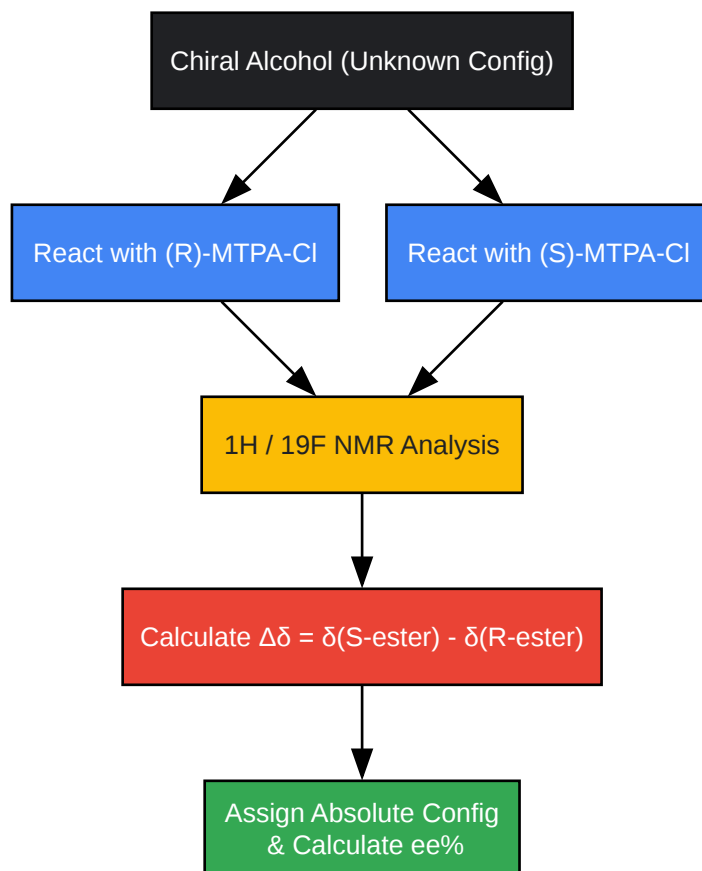 Chiral Alcohol (Unknown Config)
React with (R)-MTPA-Cl
React with (S)-MTPA-Cl
1H / 19F NMR Analysis
Calculate Δδ = δ(S-ester) - δ(R-ester)
Assign Absolute Config
& Calculate ee%